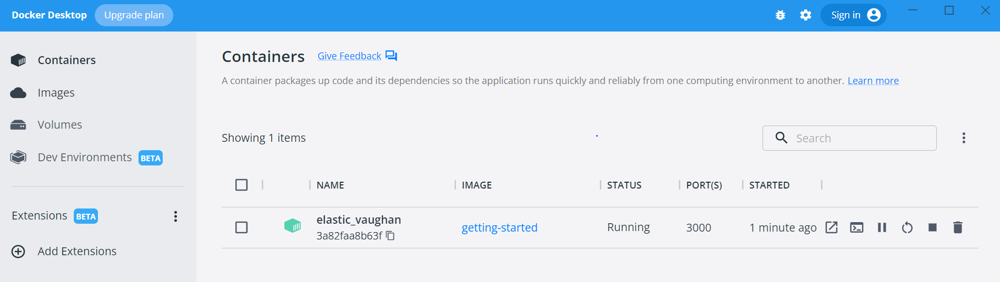 Docker Desktop Upgrade plan Sign in
Containers
Images
Volumes
Dev Environments BETA
Extensions BETA
Add Extensions
Containers Give Feedback
A container packages up code and its dependencies so the application runs quickly and reliably from one computing environment to another. Learn more
Showing 1 items Search
NAME IMAGE STATUS PORT(S) STARTED
elastic_vaughan
3a82faa8b63f
getting-started Running 3000 1 minute ago